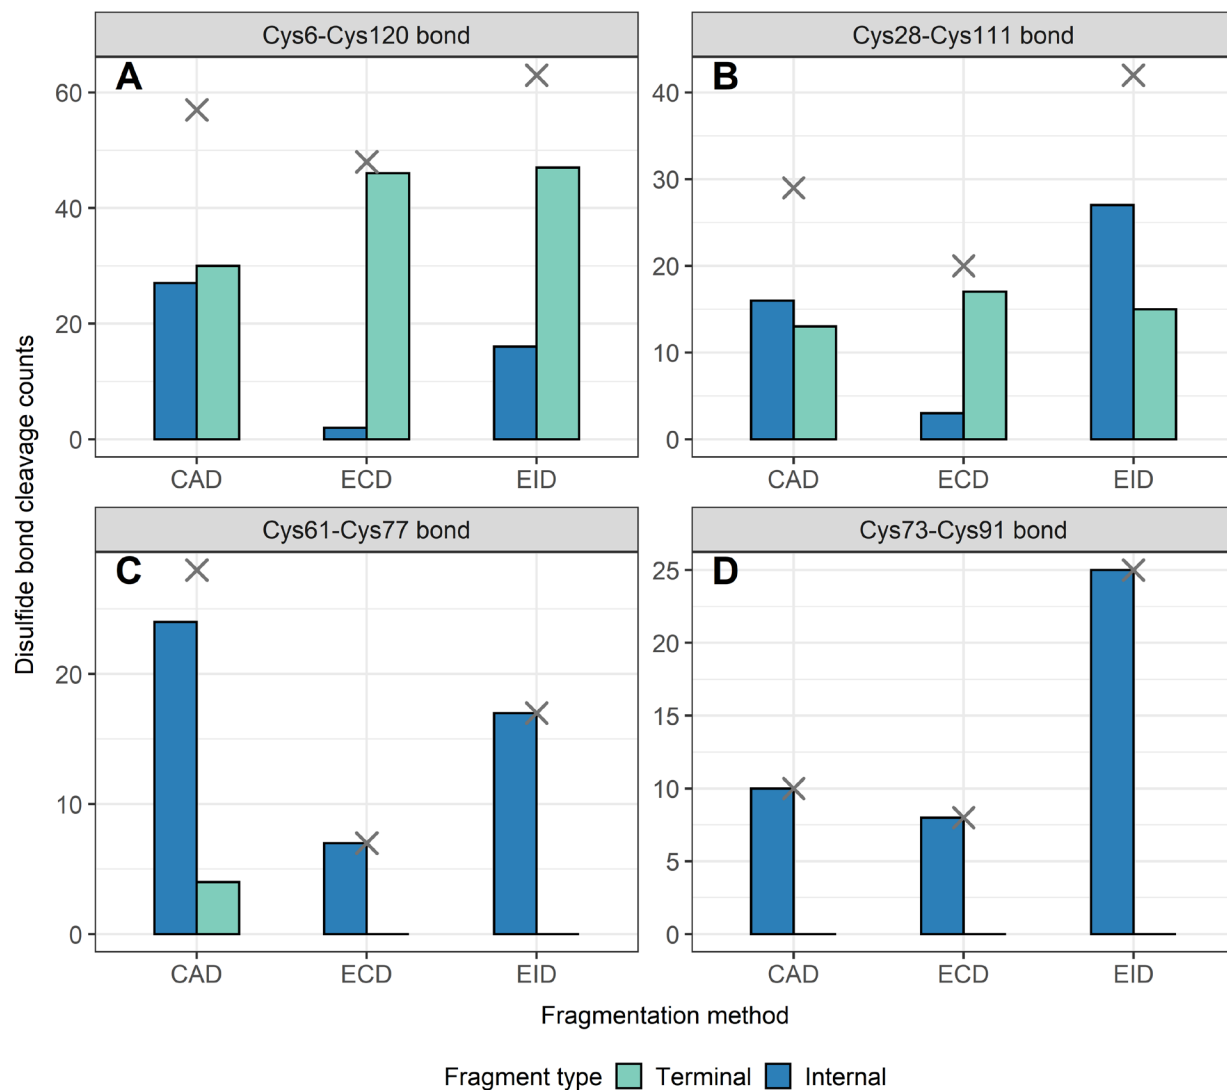 Cys6-Cys120 bond
Cys28-Cys111 bond
A
B
60
40
20
0
40
30
20
10
0
CAD ECD EID
CAD ECD EID
Disulfide bond cleavage counts
Cys61-Cys77 bond
Cys73-Cys91 bond
C
D
20
10
0
25
20
15
10
5
0
CAD ECD EID
CAD ECD EID
Fragmentation method
Fragment type Terminal Internal